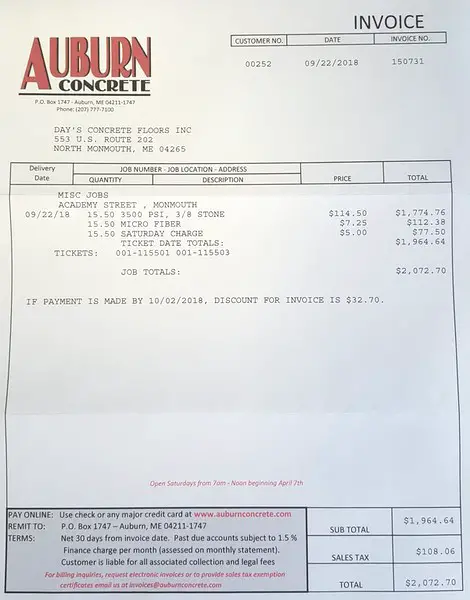 INVOICE
CUSTOMER NO. DATE INVOICE NO.
00252 09/22/2018 150731
AUBURN
CONCRETE
P.O. Box 1747 - Auburn, ME 04211-1747
Phone: (207) 777-7100
DAY'S CONCRETE FLOORS INC
553 U.S. ROUTE 202
NORTH MONMOUTH, ME 04265
Delivery Date JOB NUMBER - JOB LOCATION - ADDRESS
QUANTITY DESCRIPTION PRICE TOTAL
MISC JOBS
ACADEMY STREET , MONMOUTH
09/22/18 15.50 3500 PSI, 3/8 STONE $114.50 $1,774.76
15.50 MICRO FIBER $7.25 $112.38
15.50 SATURDAY CHARGE $5.00 $77.50
TICKET DATE TOTALS: $1,964.64
TICKETS: 001-115501 001-115503
JOB TOTALS: $2,072.70
IF PAYMENT IS MADE BY 10/02/2018, DISCOUNT FOR INVOICE IS $32.70.
Open Saturdays from 7am - Noon beginning April 7th
PAY ONLINE: Use check or any major credit card at www.auburnconcrete.com
REMIT TO: P.O. Box 1747 – Auburn, ME 04211-1747
TERMS: Net 30 days from invoice date. Past due accounts subject to 1.5 %
Finance charge per month (assessed on monthly statement).
Customer is liable for all associated collection and legal fees
For billing inquiries, request electronic invoices or to provide sales tax exemption
certificates email us at invoices@auburnconcrete.com
SUB TOTAL $1,964.64
SALES TAX $108.06
TOTAL $2,072.70